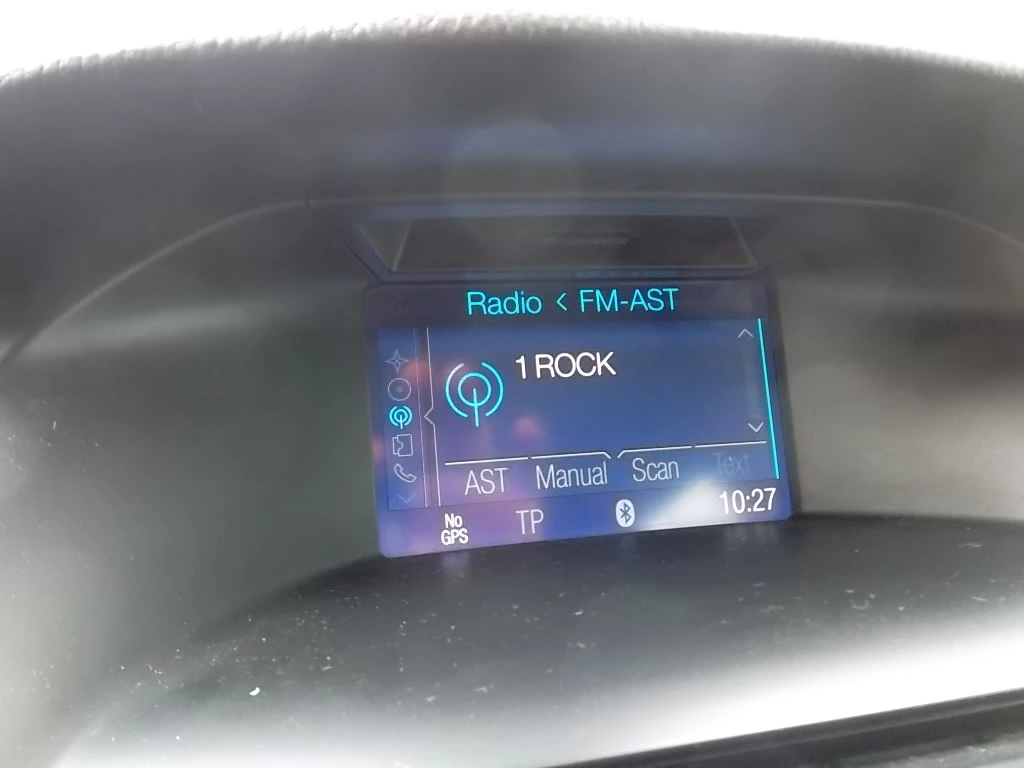 Radio < FM-AST
1 ROCK
AST Manual Scan Text
No GPS TP 10:27